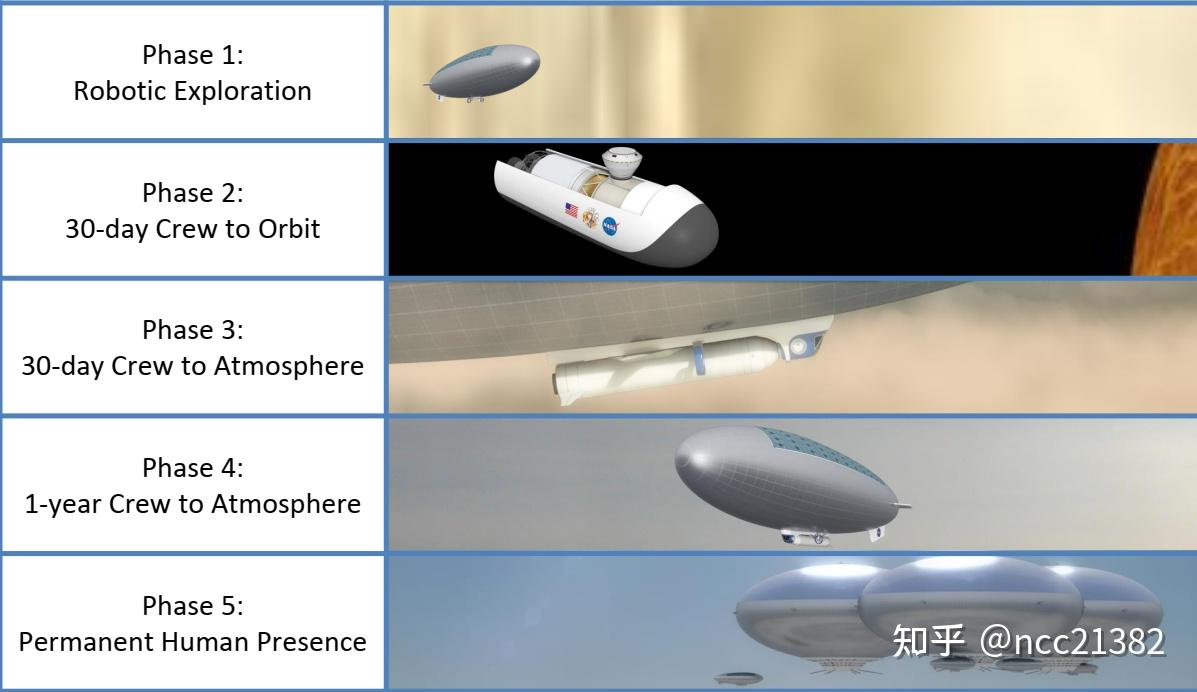 Phase 1:
Robotic Exploration
Phase 2:
30-day Crew to Orbit
NASA
Phase 3:
30-day Crew to Atmosphere
Phase 4:
1-year Crew to Atmosphere
Phase 5:
Permanent Human Presence
知乎 @ncc21382